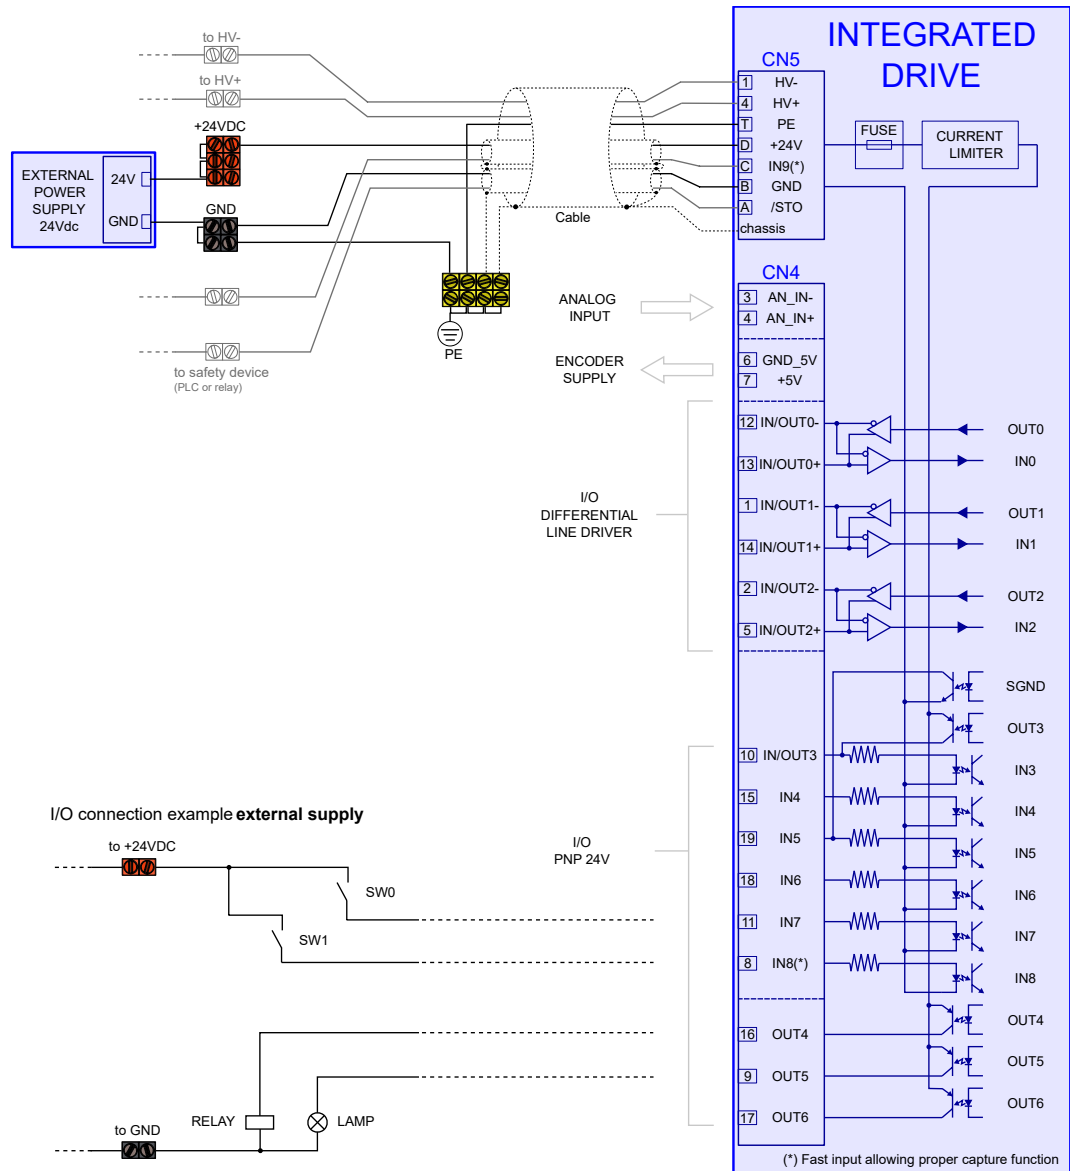 INTEGRATED
DRIVE
to HV-
to HV+
+24VDC
EXTERNAL
POWER
SUPPLY
24Vdc
24V
GND
GND
to safety device
(PLC or relay)
PE
Cable
CN5
1 HV-
4 HV+
T PE
D +24V
C IN9(*)
B GND
A /STO
chassis
FUSE
CURRENT
LIMITER
CN4
ANALOG
INPUT
3 AN_IN-
4 AN_IN+
ENCODER
SUPPLY
6 GND_5V
7 +5V
I/O
DIFFERENTIAL
LINE DRIVER
12 IN/OUT0-
13 IN/OUT0+
1 IN/OUT1-
14 IN/OUT1+
2 IN/OUT2-
5 IN/OUT2+
OUT0
IN0
OUT1
IN1
OUT2
IN2
I/O
PNP 24V
10 IN/OUT3
15 IN4
19 IN5
18 IN6
11 IN7
8 IN8(*)
16 OUT4
9 OUT5
17 OUT6
SGND
OUT3
IN3
IN4
IN5
IN6
IN7
IN8
OUT4
OUT5
OUT6
I/O connection example external supply
to +24VDC
SW0
SW1
RELAY
LAMP
to GND
(*) Fast input allowing proper capture function